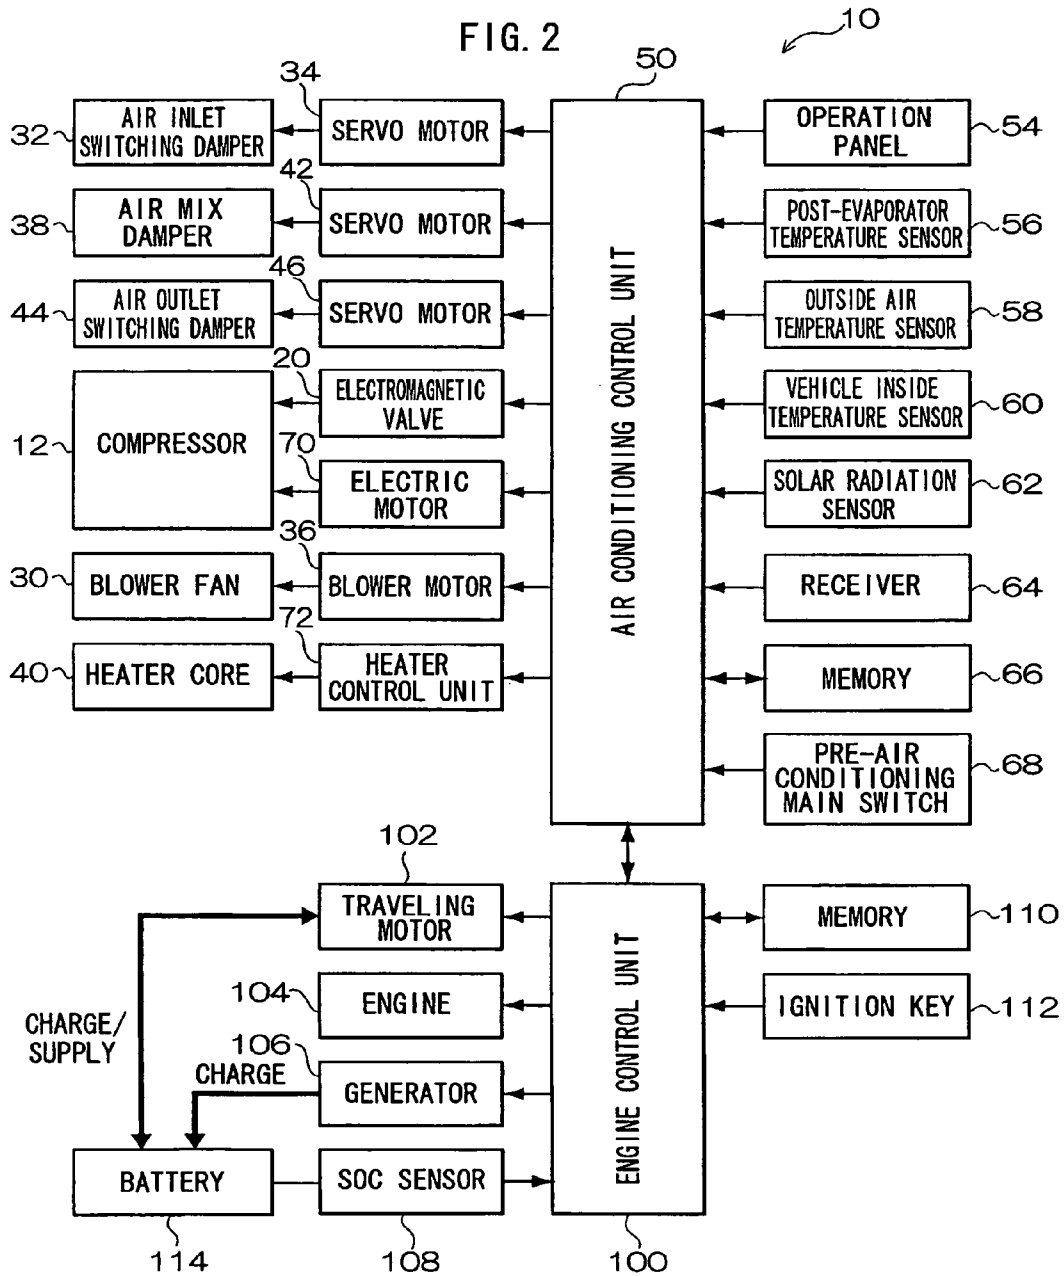 FIG. 2
10
50
34
32
AIR INLET
SWITCHING DAMPER
SERVO MOTOR
OPERATION
PANEL
54
42
38
AIR MIX
DAMPER
SERVO MOTOR
POST-EVAPORATOR
TEMPERATURE SENSOR
56
46
44
AIR OUTLET
SWITCHING DAMPER
SERVO MOTOR
OUTSIDE AIR
TEMPERATURE SENSOR
58
20
12
COMPRESSOR
ELECTROMAGNETIC
VALVE
VEHICLE INSIDE
TEMPERATURE SENSOR
60
70
ELECTRIC
MOTOR
SOLAR RADIATION
SENSOR
62
36
30
BLOWER FAN
BLOWER MOTOR
RECEIVER
64
72
40
HEATER CORE
HEATER
CONTROL UNIT
MEMORY
66
PRE-AIR
CONDITIONING
MAIN SWITCH
68
AIR CONDITIONING CONTROL UNIT
102
TRAVELING
MOTOR
MEMORY
110
104
ENGINE
IGNITION KEY
112
CHARGE/
SUPPLY
106
CHARGE
GENERATOR
ENGINE CONTROL UNIT
BATTERY
SOC SENSOR
114
108
100